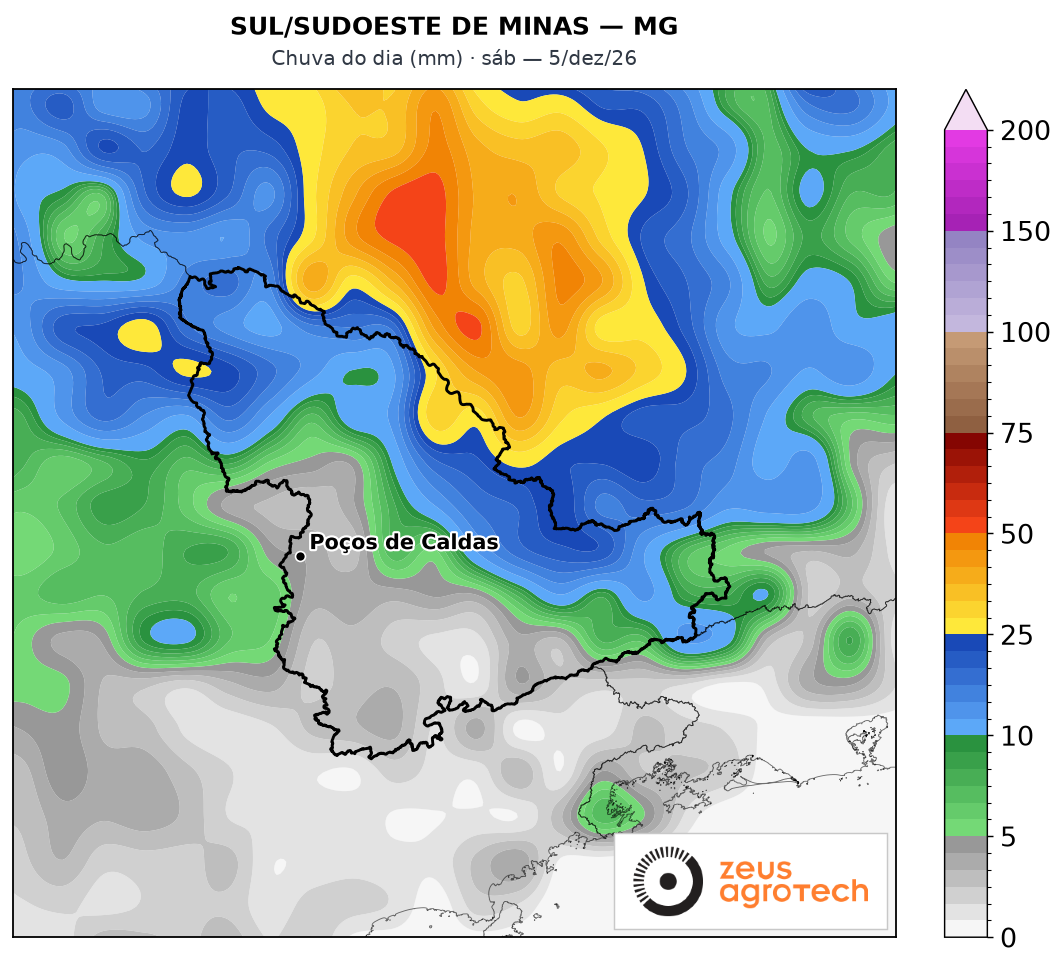 SUL/SUDOESTE DE MINAS — MG
Chuva do dia (mm) · sáb — 5/dez/26
200
150
100
75
50
25
10
5
0
Poços de Caldas
zeus
agrotech